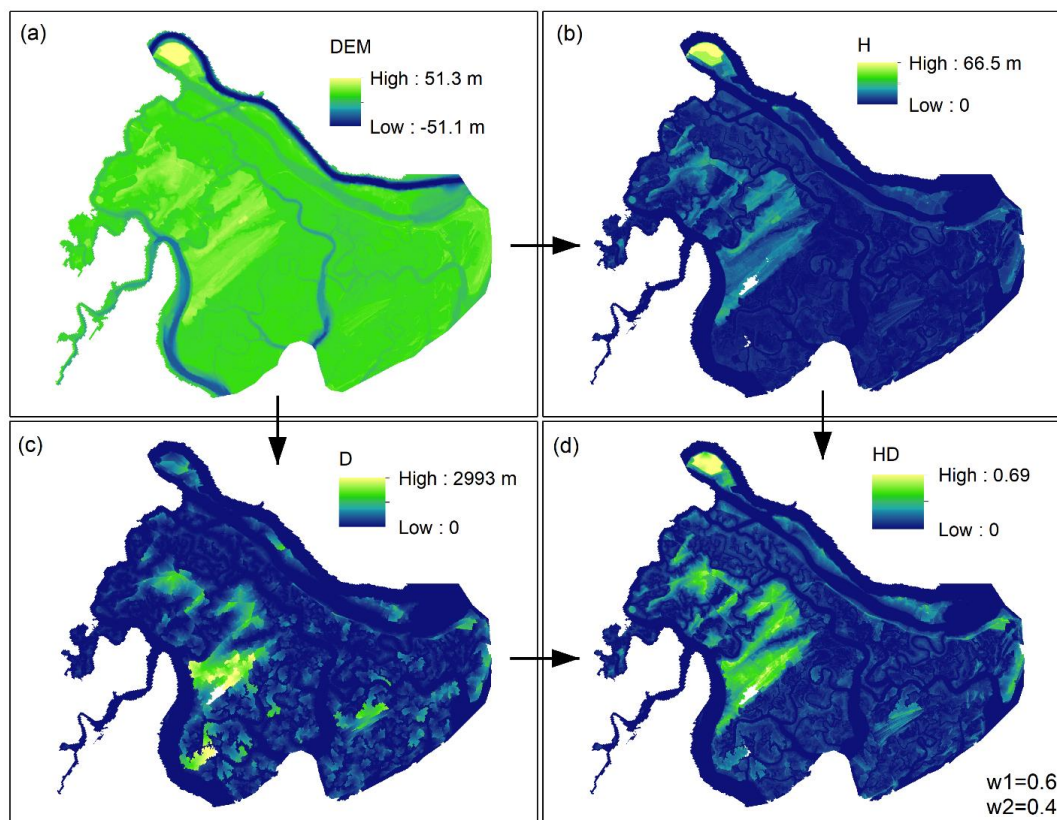 (a)
DEM
High : 51.3 m
Low : -51.1 m
(b)
H
High : 66.5 m
Low : 0
(c)
D
High : 2993 m
Low : 0
(d)
HD
High : 0.69
Low : 0
w1=0.6
w2=0.4